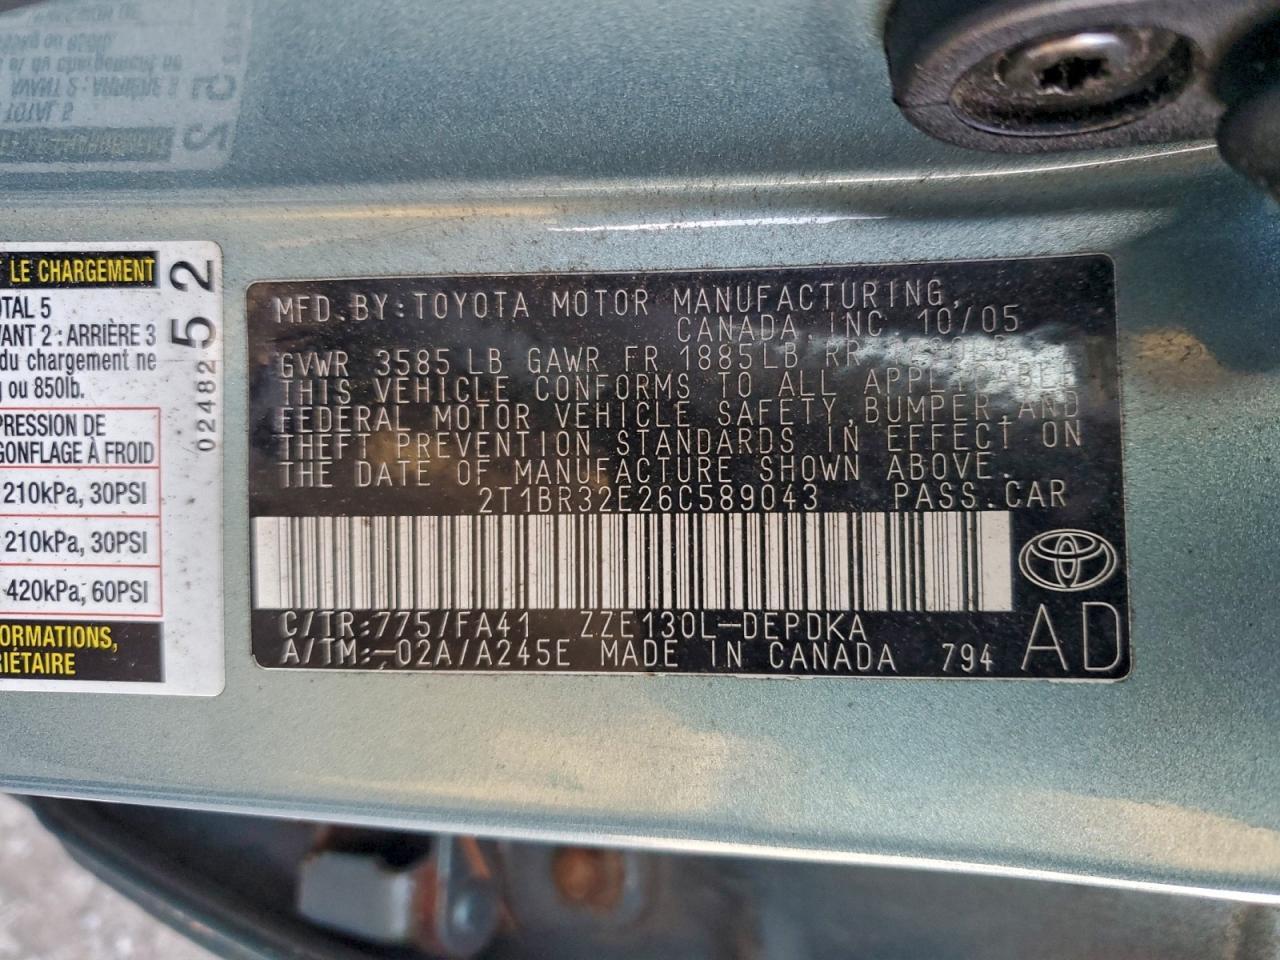 LE CHARGEMENT
TOTAL 5
AVANT 2 : ARRIÈRE 3
du chargement ne
ou 850lb.
PRESSION DE
GONFLAGE À FROID
210kPa, 30PSI
210kPa, 30PSI
420kPa, 60PSI
02482 52
MFD.BY:TOYOTA MOTOR MANUFACTURING,
CANADA, INC 10/05
GVWR 3585 LB GAWR FR 1885LB RR
THIS VEHICLE CONFORMS TO ALL APPLICABLE
FEDERAL MOTOR VEHICLE SAFETY,BUMPER,AND
THEFT PREVENTION STANDARDS IN EFFECT ON
THE DATE OF MANUFACTURE SHOWN ABOVE.
2T1BR32E26C589043 PASS.CAR
C/TR:775/FA41 ZZE130L-DEPDKA
A/TM:-02A/A245E MADE IN CANADA 794
AD